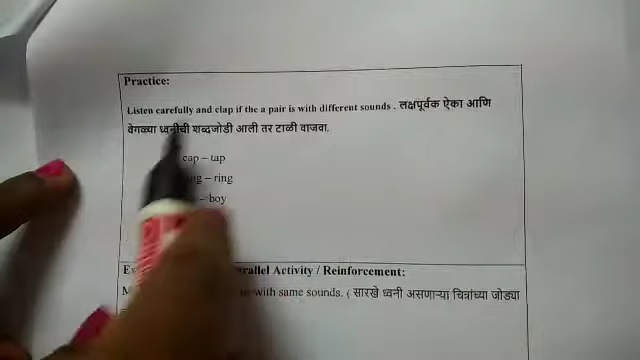 Practice:
Listen carefully and clap if the a pair is with different sounds . लक्षपूर्वक ऐका आणि
वेगळ्या ध्वनीची शब्दजोडी आली तर टाळी वाजवा.
cap – tap
– ring
– boy
Parallel Activity / Reinforcement:
with same sounds. ( सारखे ध्वनी असणाऱ्या चित्रांच्या जोड्या